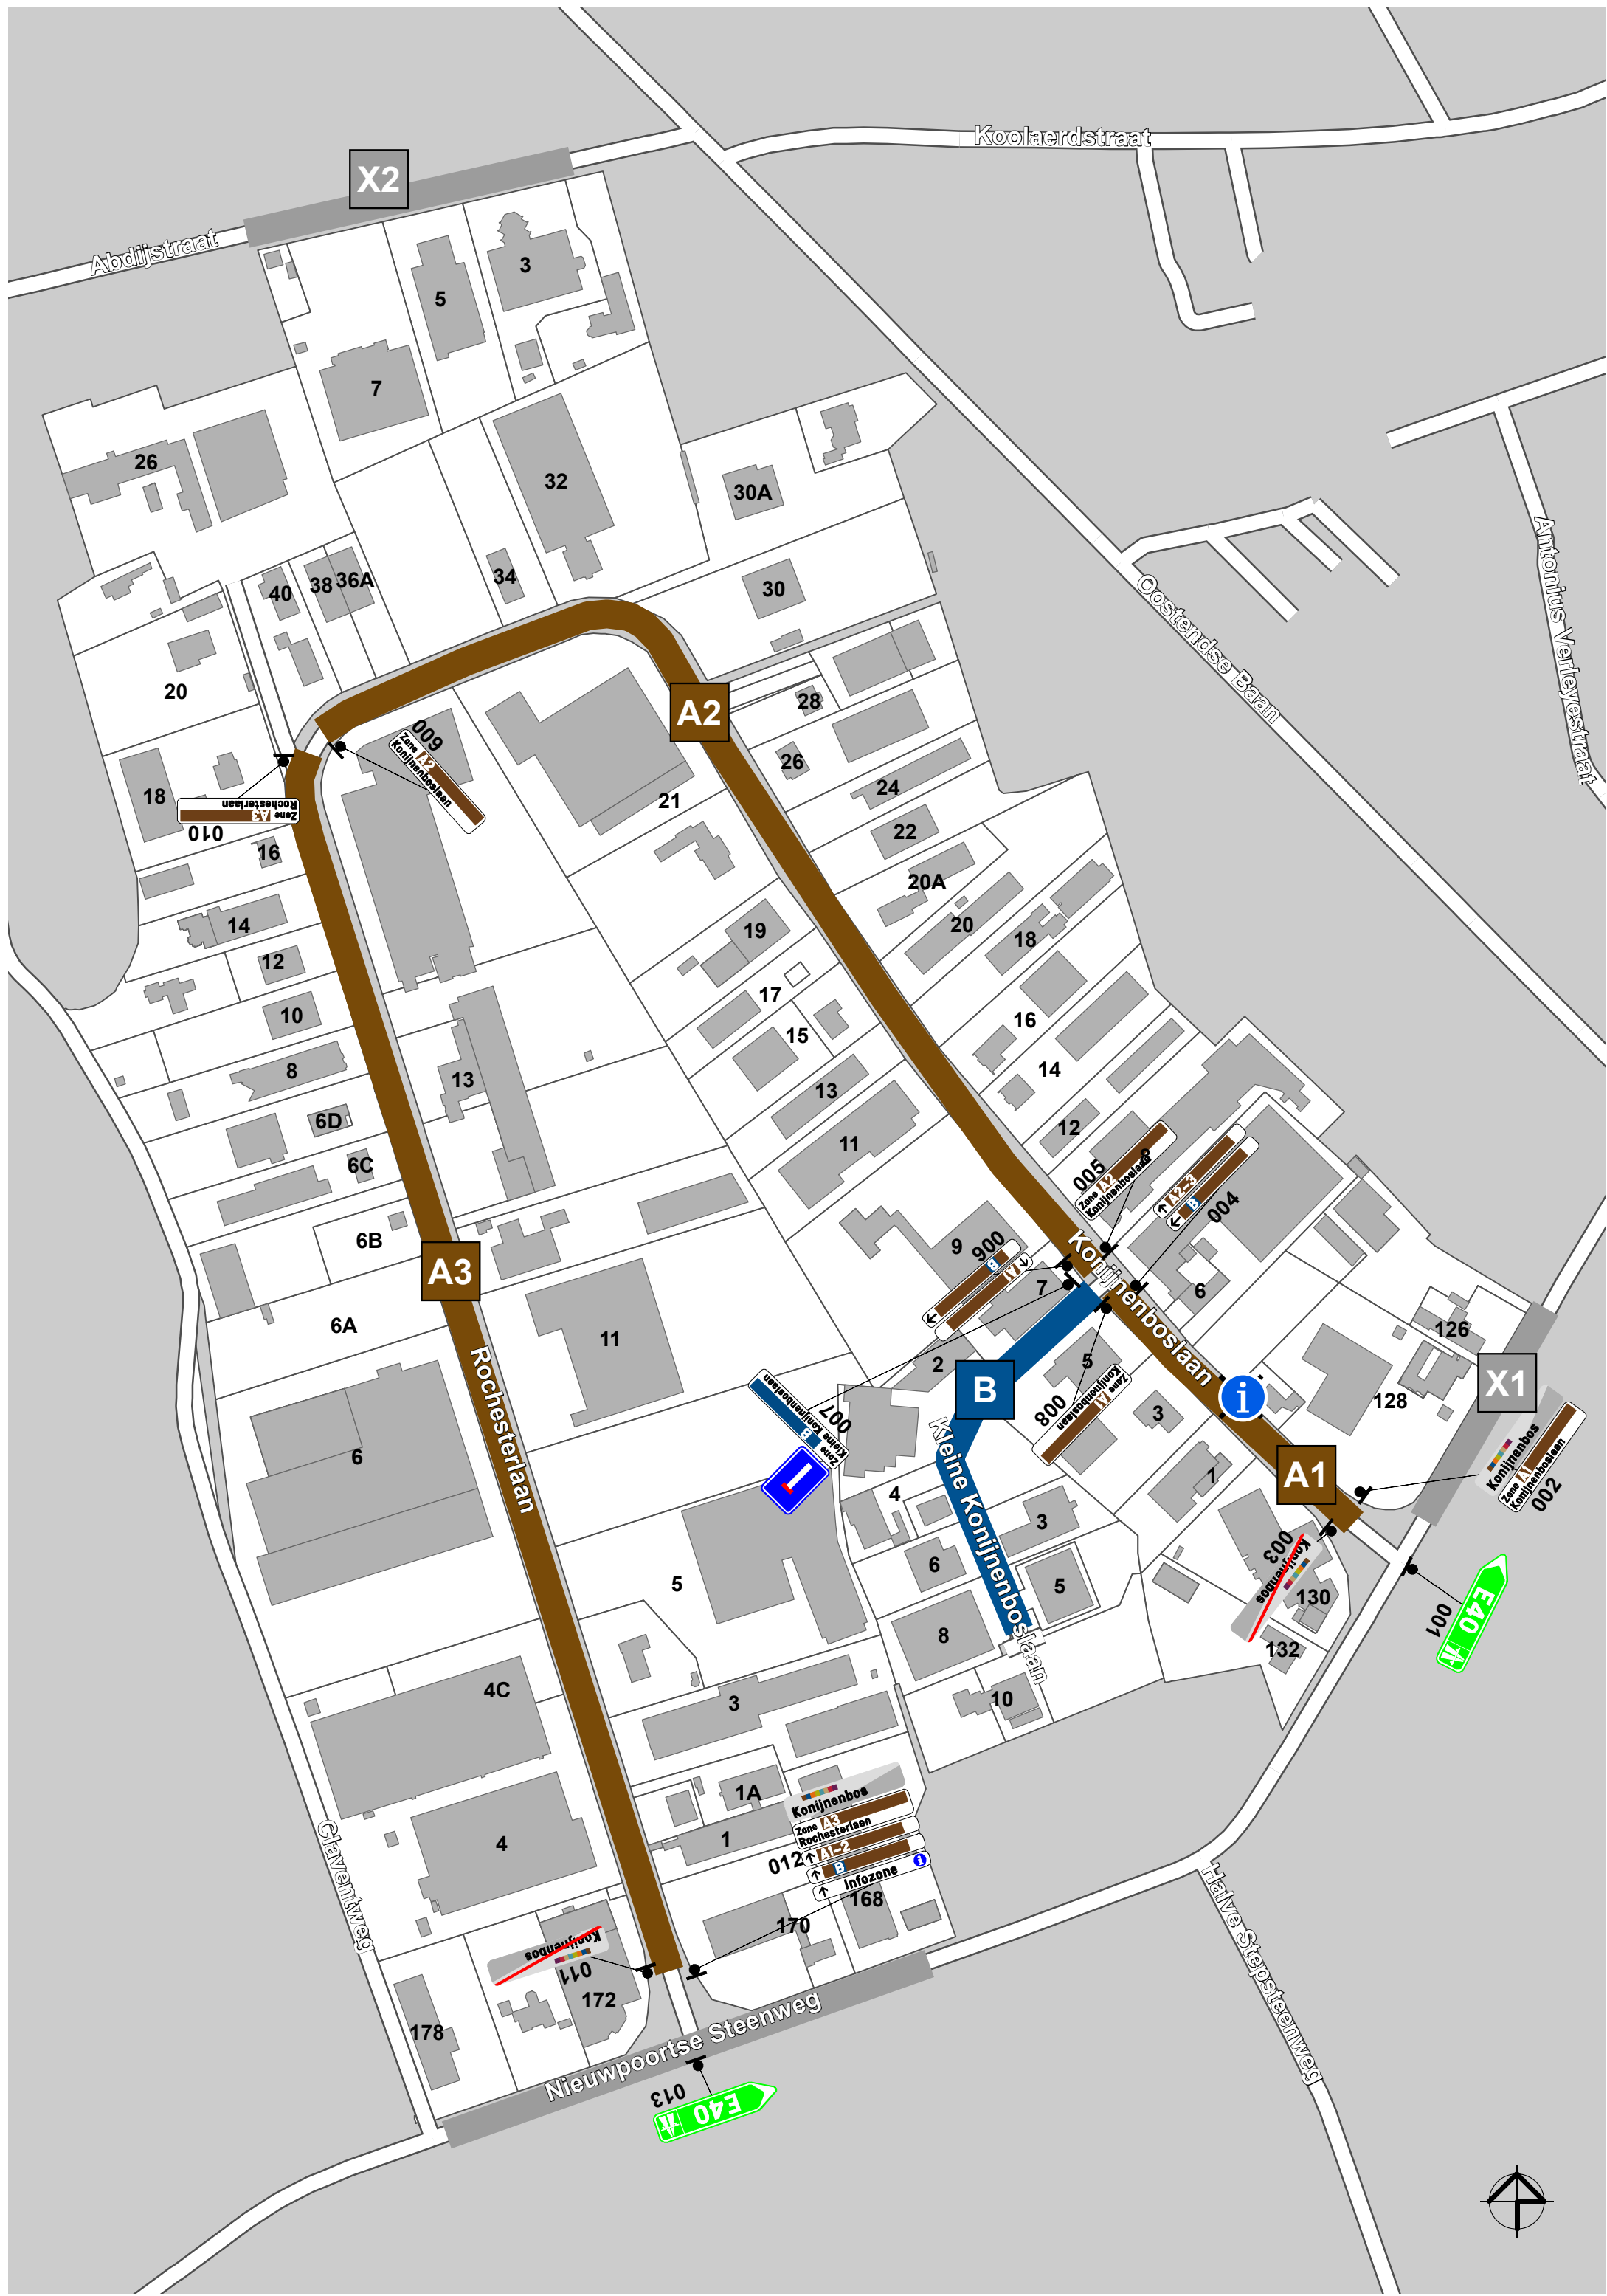 Koolaerdstraat
X2
Abdijstraat
3
5
7
26
32
30A
34
40
38
36A
30
Antonius Verleyestraat
Oostendse Baan
20
A2
28
009
Zone A2
Konijnenboslaan
26
21
24
18
Zone A3
Rochesterlaan
010
22
16
20A
14
19
20
18
12
17
10
16
15
8
13
14
13
6D
12
11
6C
005
Zone A2
Konijnenboslaan
8
A2-3
B
004
6B
9
006
B
A1
A3
Konijnenboslaan
7
6
6A
11
126
2
5
X1
B
128
Zone B
Kleine Konijnenboslaan
007
008
Zone A1
Konijnenboslaan
3
i
Rochesterlaan
6
Kleine Konijnenboslaan
1
A1
Konijnenbos
Zone A1
Konijnenboslaan
002
4
3
003
Konijnenbos
5
6
5
130
001
E40
8
132
4C
3
10
1A
Konijnenbos
Zone A3
Rochesterlaan
A1-2
B
Infozone i
012
4
1
Claventweg
168
170
Halve Stepsteenweg
Konijnenbos
011
172
178
Nieuwpoortse Steenweg
013
E40